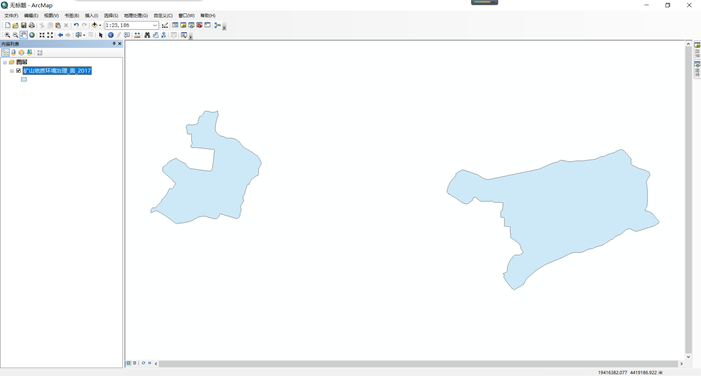 无标题 - ArcMap
文件(F) 编辑(E) 视图(V) 书签(B) 插入(I) 选择(S) 地理处理(G) 自定义(C) 窗口(W) 帮助(H)
1:23,186
内容列表
图层
矿山地质环境治理_面_2017
19416382.077 4419186.922 米